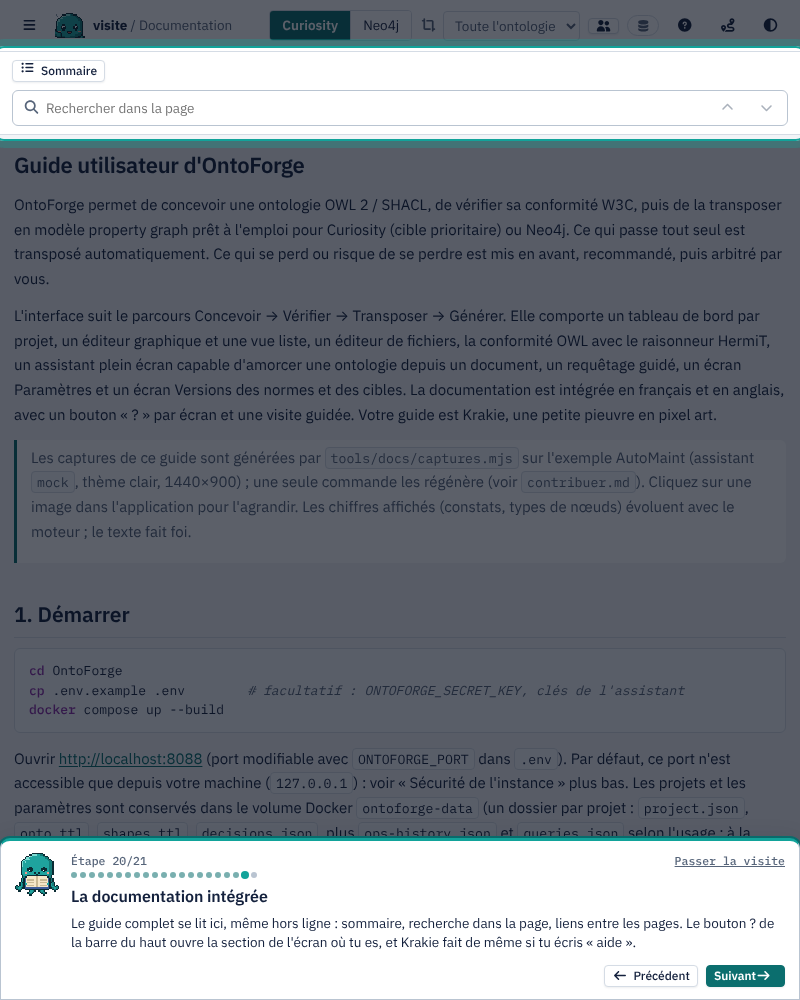 visite / Documentation
Curiosity
Neo4j
Toute l'ontologie
Sommaire
Rechercher dans la page
Guide utilisateur d'OntoForge
OntoForge permet de concevoir une ontologie OWL 2 / SHACL, de vérifier sa conformité W3C, puis de la transposer
en modèle property graph prêt à l'emploi pour Curiosity (cible prioritaire) ou Neo4j. Ce qui passe tout seul est
transposé automatiquement. Ce qui se perd ou risque de se perdre est mis en avant, recommandé, puis arbitré par
vous.
L'interface suit le parcours Concevoir → Vérifier → Transposer → Générer. Elle comporte un tableau de bord par
projet, un éditeur graphique et une vue liste, un éditeur de fichiers, la conformité OWL avec le raisonneur HermiT,
un assistant plein écran capable d'amorcer une ontologie depuis un document, un requêtage guidé, un écran
Paramètres et un écran Versions des normes et des cibles. La documentation est intégrée en français et en anglais,
avec un bouton « ? » par écran et une visite guidée. Votre guide est Krakie, une petite pieuvre en pixel art.
Les captures de ce guide sont générées par tools/docs/captures.mjs sur l'exemple AutoMaint (assistant
mock, thème clair, 1440×900) ; une seule commande les régénère (voir contribuer.md). Cliquez sur une
image dans l'application pour l'agrandir. Les chiffres affichés (constats, types de nœuds) évoluent avec le
moteur ; le texte fait foi.
1. Démarrer
cd OntoForge
cp .env.example .env # facultatif : ONTOFORGE_SECRET_KEY, clés de l'assistant
docker compose up --build
Ouvrir http://localhost:8088 (port modifiable avec ONTOFORGE_PORT dans .env). Par défaut, ce port n'est
accessible que depuis votre machine (127.0.0.1) : voir « Sécurité de l'instance » plus bas. Les projets et les
paramètres sont conservés dans le volume Docker ontoforge-data (un dossier par projet : project.json,
onto.ttl, shapes.ttl, decisions.json, plus ops-history.json et queries.json selon l'usage ; à la
Étape 20/21
Passer la visite
La documentation intégrée
Le guide complet se lit ici, même hors ligne : sommaire, recherche dans la page, liens entre les pages. Le bouton ? de
la barre du haut ouvre la section de l'écran où tu es, et Krakie fait de même si tu écris « aide ».
← Précédent
Suivant→